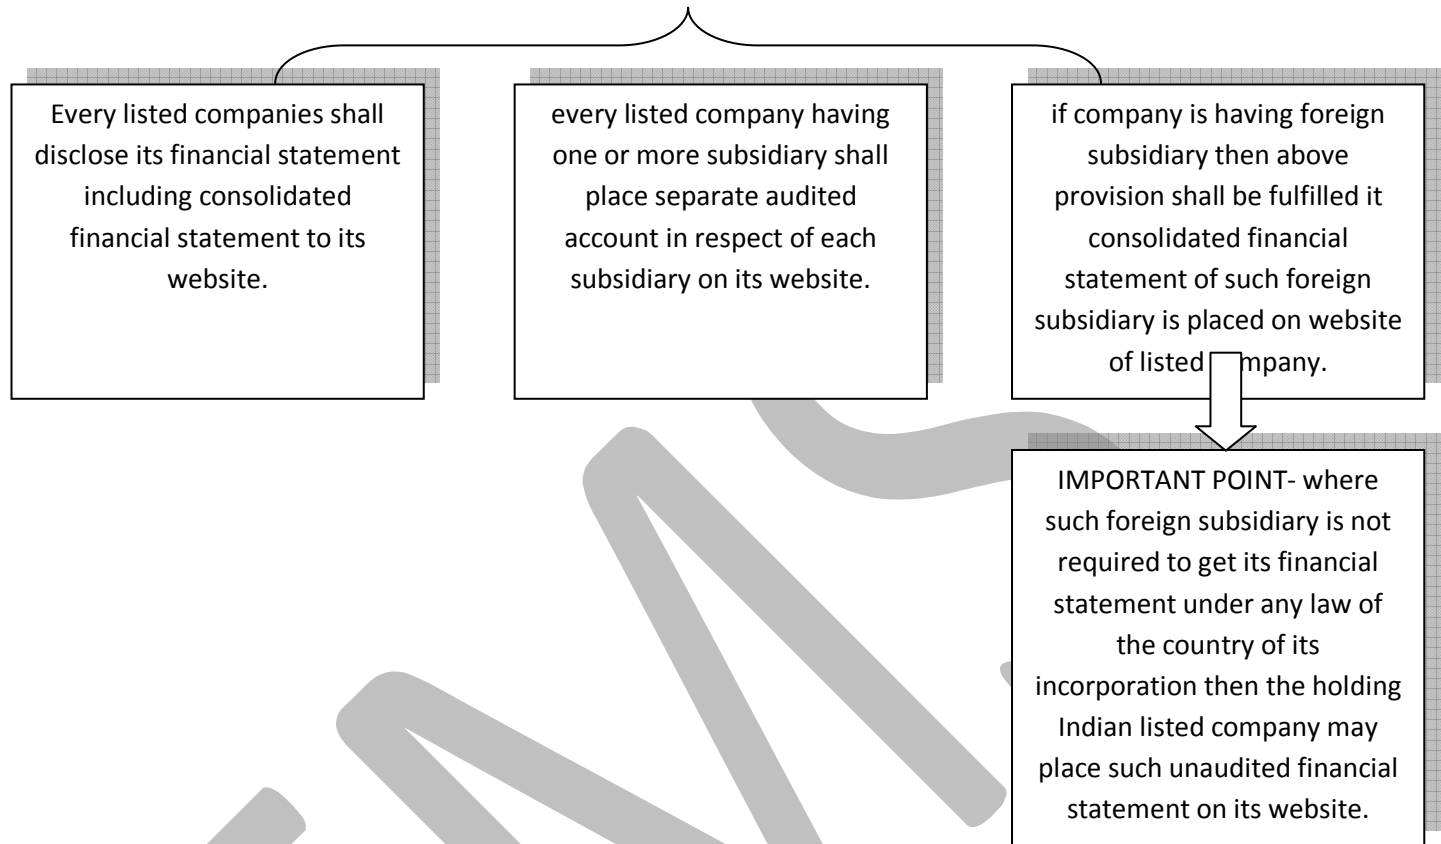 Every listed companies shall
disclose its financial statement
including consolidated
financial statement to its
website.
every listed company having
one or more subsidiary shall
place separate audited
account in respect of each
subsidiary on its website.
if company is having foreign
subsidiary then above
provision shall be fulfilled it
consolidated financial
statement of such foreign
subsidiary is placed on website
of listed mpany.
IMPORTANT POINT- where
such foreign subsidiary is not
required to get its financial
statement under any law of
the country of its
incorporation then the holding
Indian listed company may
place such unaudited financial
statement on its website.